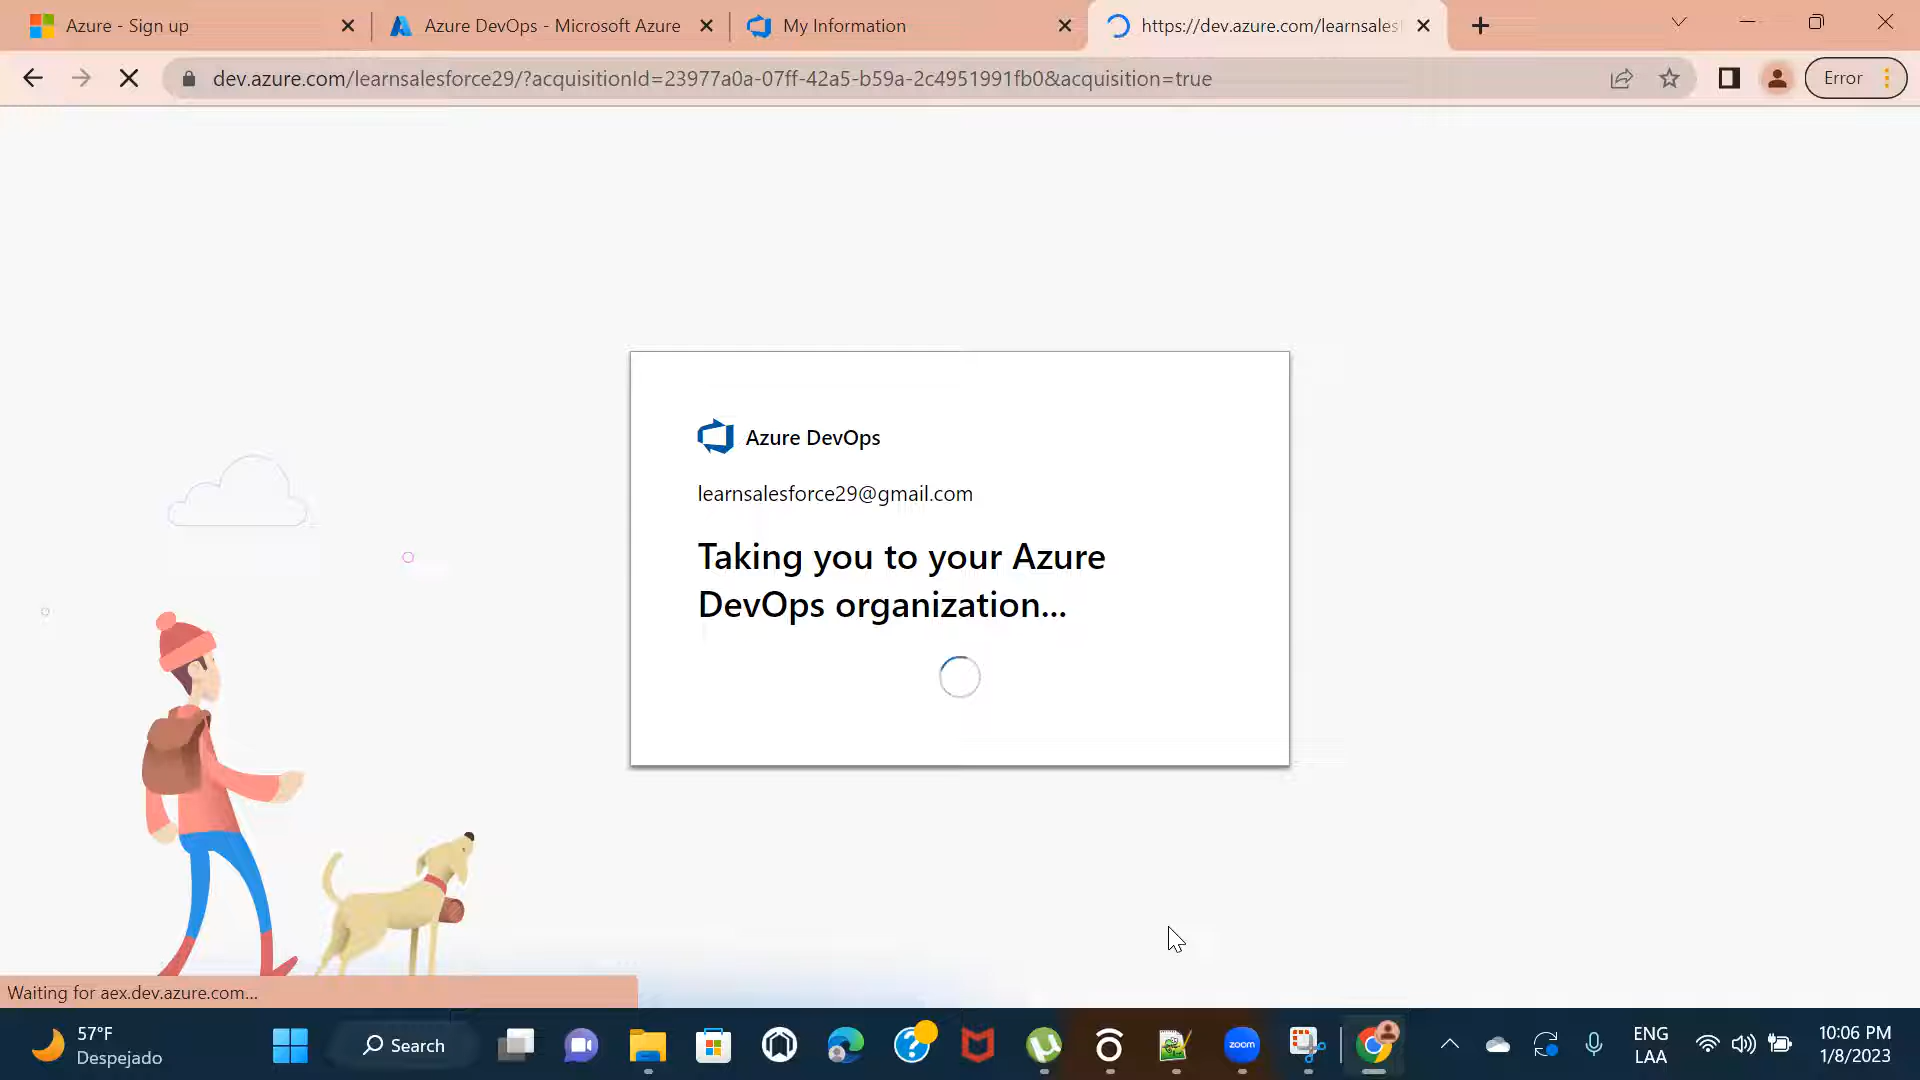 Azure - Sign up
Azure DevOps - Microsoft Azure
My Information
https://dev.azure.com/learnsales
dev.azure.com/learnsalesforce29/?acquisitionId=23977a0a-07ff-42a5-b59a-2c4951991fb0&acquisition=true
Error
Azure DevOps
learnsalesforce29@gmail.com
Taking you to your Azure
DevOps organization...
Waiting for aex.dev.azure.com...
57°F
Despejado
Search
zoom
ENG
LAA
10:06 PM
1/8/2023